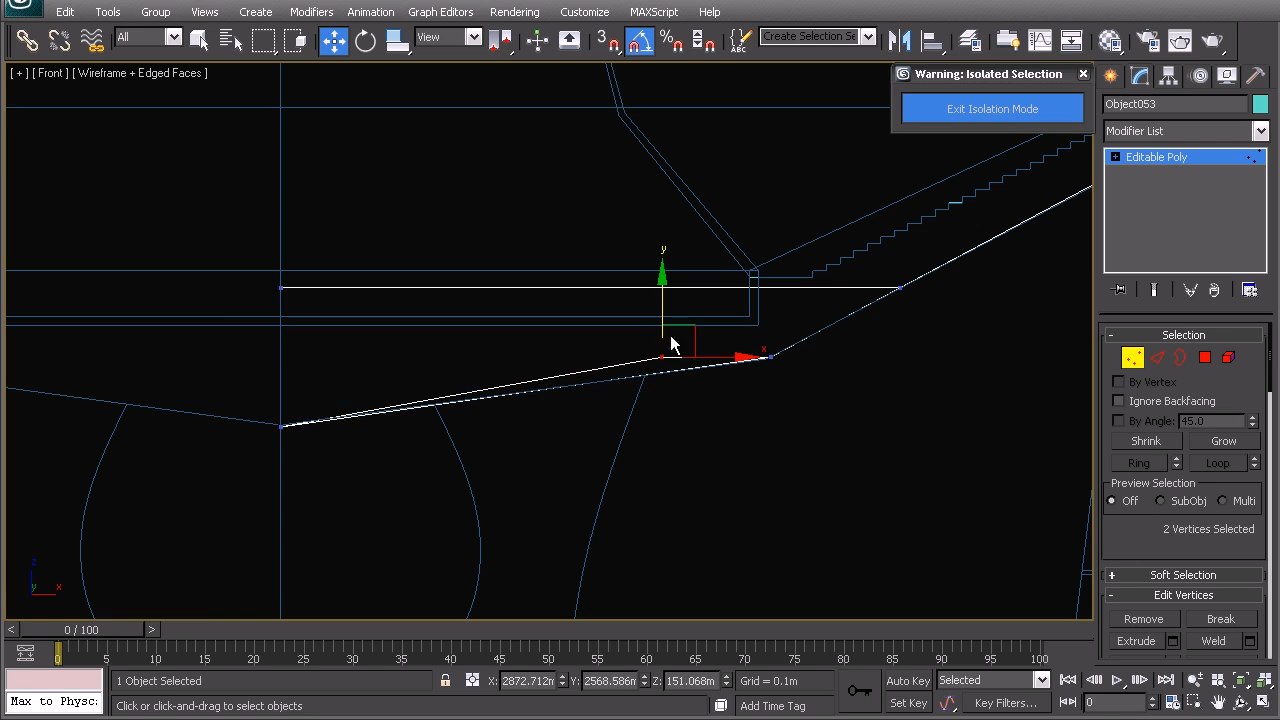 Edit Tools Group Views Create Modifiers Animation Graph Editors Rendering Customize MAXScript Help
All View 3 Create Selection Se
[ + ] [ Front ] [ Wireframe + Edged Faces ]
Warning: Isolated Selection
Exit Isolation Mode
Object053
Modifier List
Editable Poly
y
x
Selection
By Vertex
Ignore Backfacing
By Angle: 45.0
Shrink Grow
Ring Loop
Preview Selection
Off SubObj Multi
2 Vertices Selected
Soft Selection
Edit Vertices
Remove Break
Extrude Weld
z
y x
< 0 / 100 >
0 5 10 15 20 25 30 35 40 45 50 55 60 65 70 75 80 85 90 95 100
1 Object Selected X: 2872.712m Y: 2568.586m Z: 151.068m Grid = 0.1m Auto Key Selected
Max to Physc: Click or click-and-drag to select objects Add Time Tag Set Key Key Filters... 0